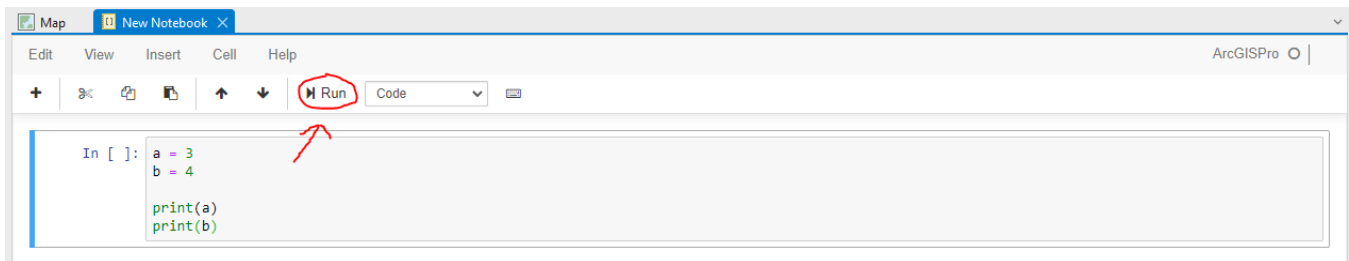 Map New Notebook
Edit View Insert Cell Help ArcGISPro
Run Code
In [ ]: a = 3
b = 4
print(a)
print(b)